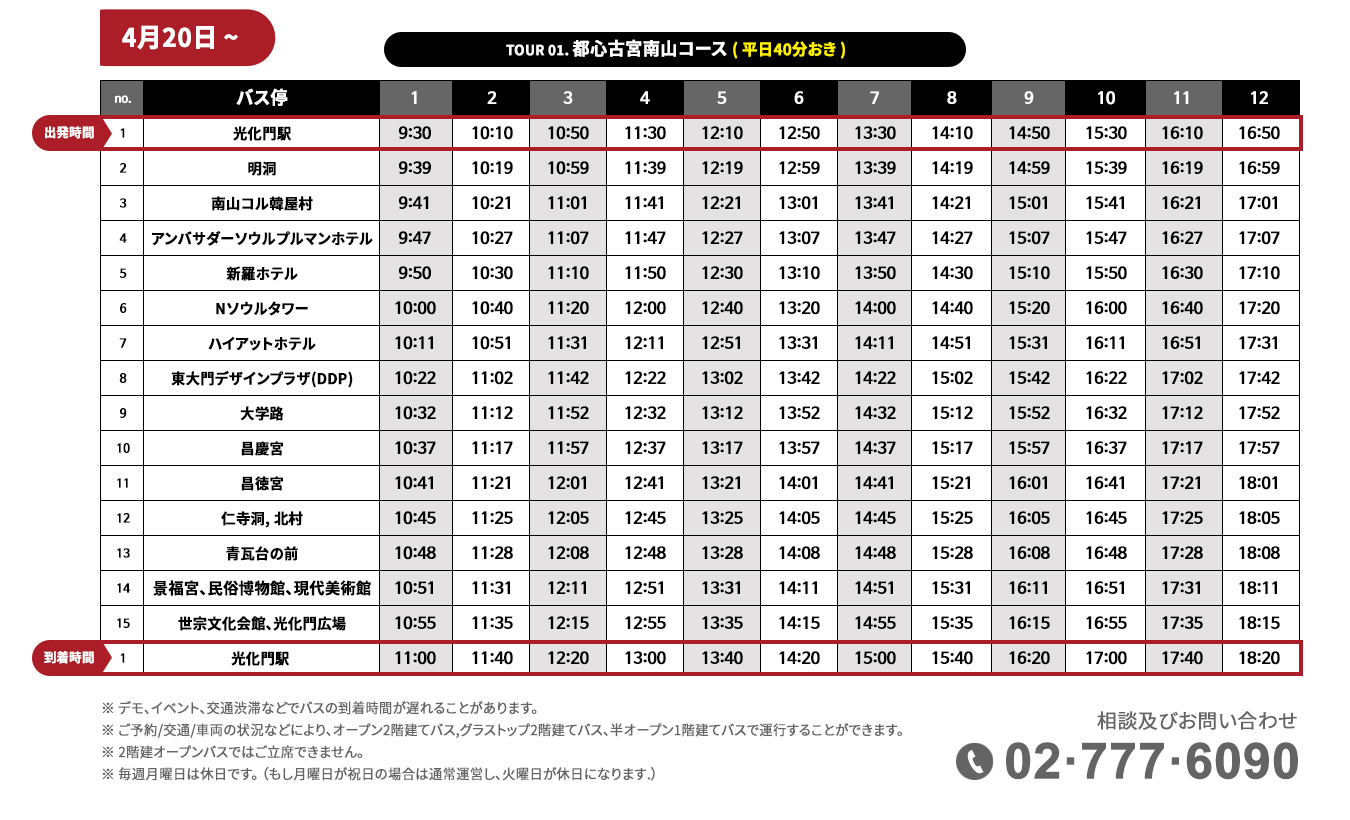 4月20日 ~
TOUR 01. 都心古宮南山コース ( 平日40分おき )
no. バス停 1 2 3 4 5 6 7 8 9 10 11 12
出発時間 1 光化門駅 9:30 10:10 10:50 11:30 12:10 12:50 13:30 14:10 14:50 15:30 16:10 16:50
2 明洞 9:39 10:19 10:59 11:39 12:19 12:59 13:39 14:19 14:59 15:39 16:19 16:59
3 南山コル韓屋村 9:41 10:21 11:01 11:41 12:21 13:01 13:41 14:21 15:01 15:41 16:21 17:01
4 アンバサダーソウルプルマンホテル 9:47 10:27 11:07 11:47 12:27 13:07 13:47 14:27 15:07 15:47 16:27 17:07
5 新羅ホテル 9:50 10:30 11:10 11:50 12:30 13:10 13:50 14:30 15:10 15:50 16:30 17:10
6 Nソウルタワー 10:00 10:40 11:20 12:00 12:40 13:20 14:00 14:40 15:20 16:00 16:40 17:20
7 ハイアットホテル 10:11 10:51 11:31 12:11 12:51 13:31 14:11 14:51 15:31 16:11 16:51 17:31
8 東大門デザインプラザ(DDP) 10:22 11:02 11:42 12:22 13:02 13:42 14:22 15:02 15:42 16:22 17:02 17:42
9 大学路 10:32 11:12 11:52 12:32 13:12 13:52 14:32 15:12 15:52 16:32 17:12 17:52
10 昌慶宮 10:37 11:17 11:57 12:37 13:17 13:57 14:37 15:17 15:57 16:37 17:17 17:57
11 昌徳宮 10:41 11:21 12:01 12:41 13:21 14:01 14:41 15:21 16:01 16:41 17:21 18:01
12 仁寺洞, 北村 10:45 11:25 12:05 12:45 13:25 14:05 14:45 15:25 16:05 16:45 17:25 18:05
13 青瓦台の前 10:48 11:28 12:08 12:48 13:28 14:08 14:48 15:28 16:08 16:48 17:28 18:08
14 景福宮、民俗博物館、現代美術館 10:51 11:31 12:11 12:51 13:31 14:11 14:51 15:31 16:11 16:51 17:31 18:11
15 世宗文化会館、光化門広場 10:55 11:35 12:15 12:55 13:35 14:15 14:55 15:35 16:15 16:55 17:35 18:15
到着時間 1 光化門駅 11:00 11:40 12:20 13:00 13:40 14:20 15:00 15:40 16:20 17:00 17:40 18:20
※ デモ、イベント、交通渋滞などでバスの到着時間が遅れることがあります。
※ ご予約/交通/車両の状況などにより、オープン2階建てバス,グラストップ2階建てバス、半オープン1階建てバスで運行することができます。
※ 2階建オープンバスではご立席できません。
※ 毎週月曜日は休日です。（もし月曜日が祝日の場合は通常運営し、火曜日が休日になります.）
相談及びお問い合わせ
02·777·6090